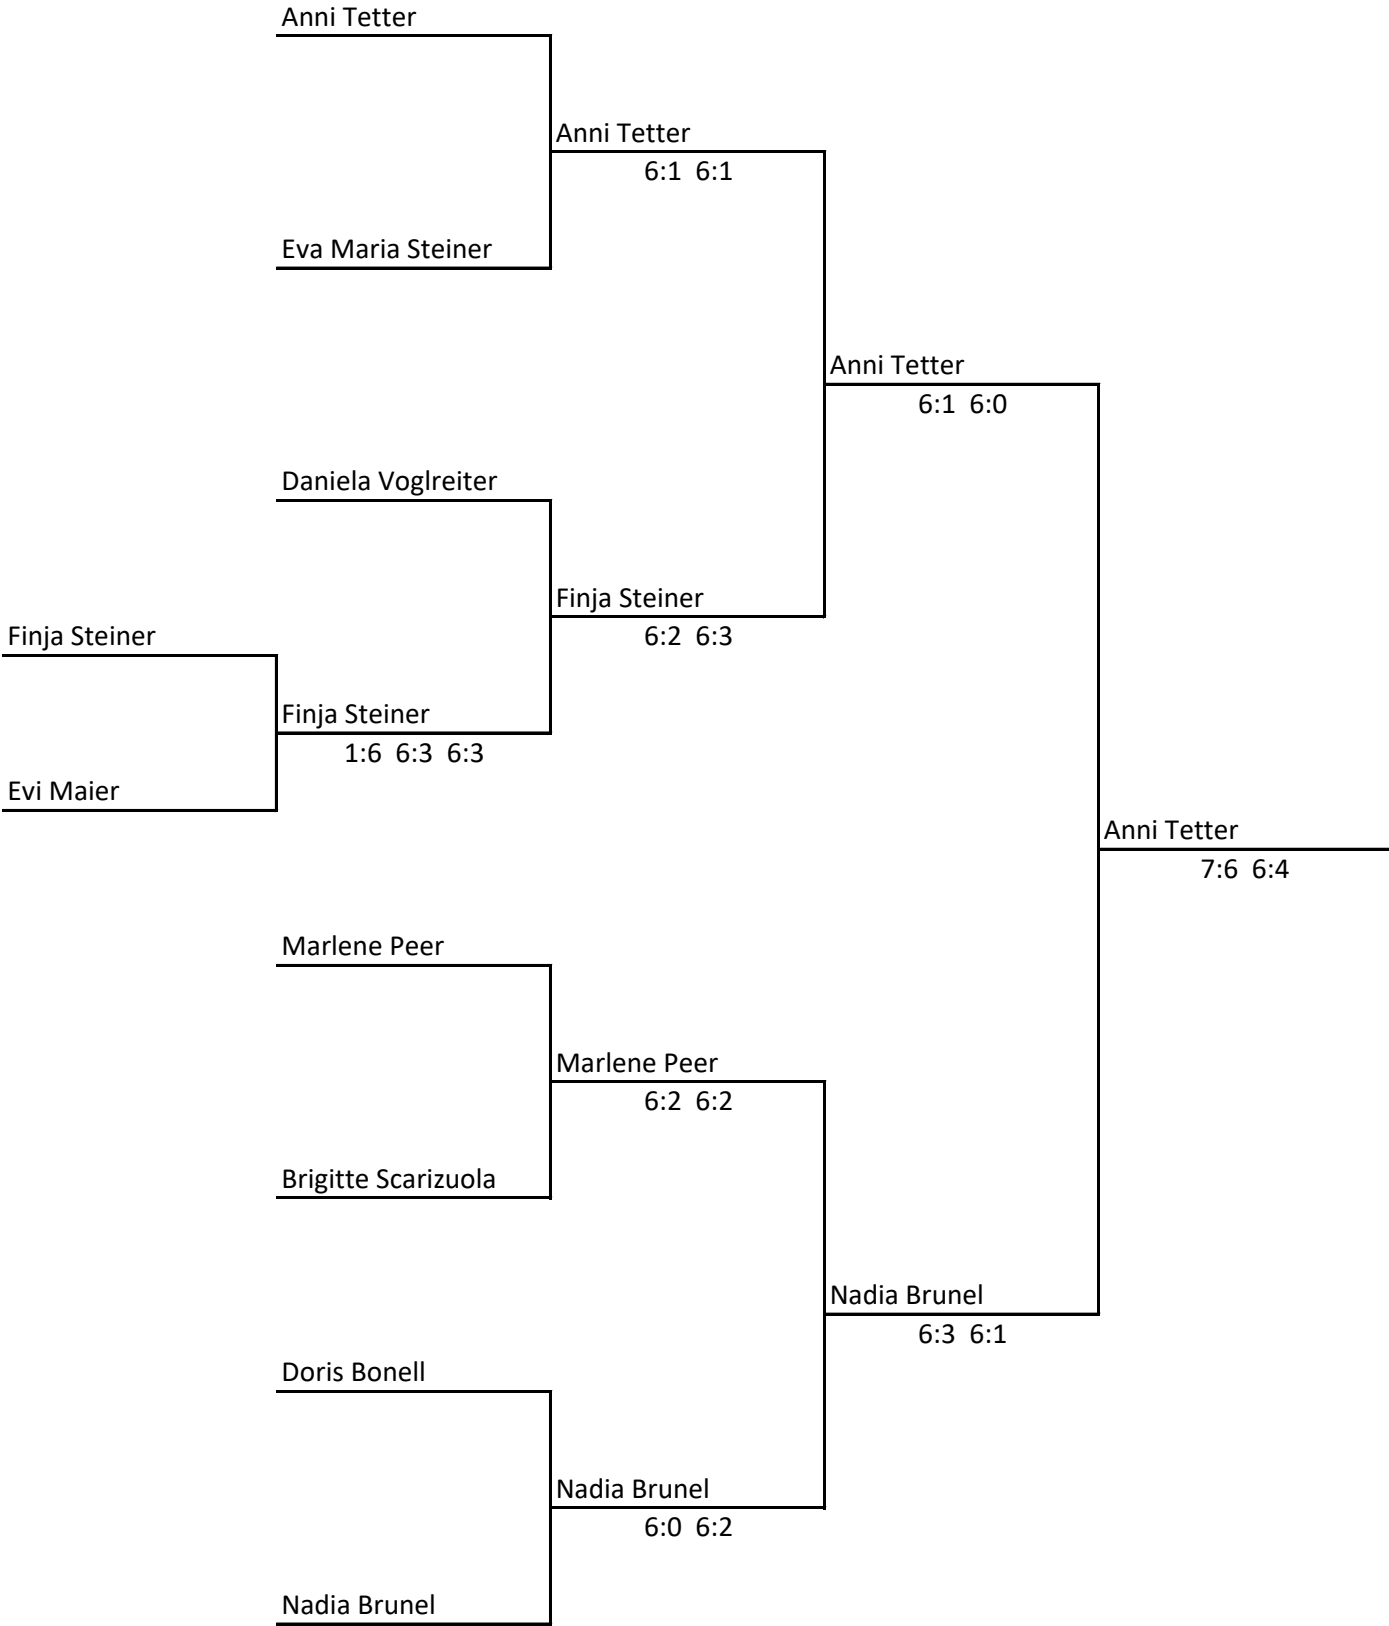 Anni Tetter
Anni Tetter
6:1 6:1
Eva Maria Steiner
Anni Tetter
6:1 6:0
Daniela Voglreiter
Finja Steiner
6:2 6:3
Finja Steiner
Finja Steiner
1:6 6:3 6:3
Evi Maier
Anni Tetter
7:6 6:4
Marlene Peer
Marlene Peer
6:2 6:2
Brigitte Scarizuola
Nadia Brunel
6:3 6:1
Doris Bonell
Nadia Brunel
6:0 6:2
Nadia Brunel